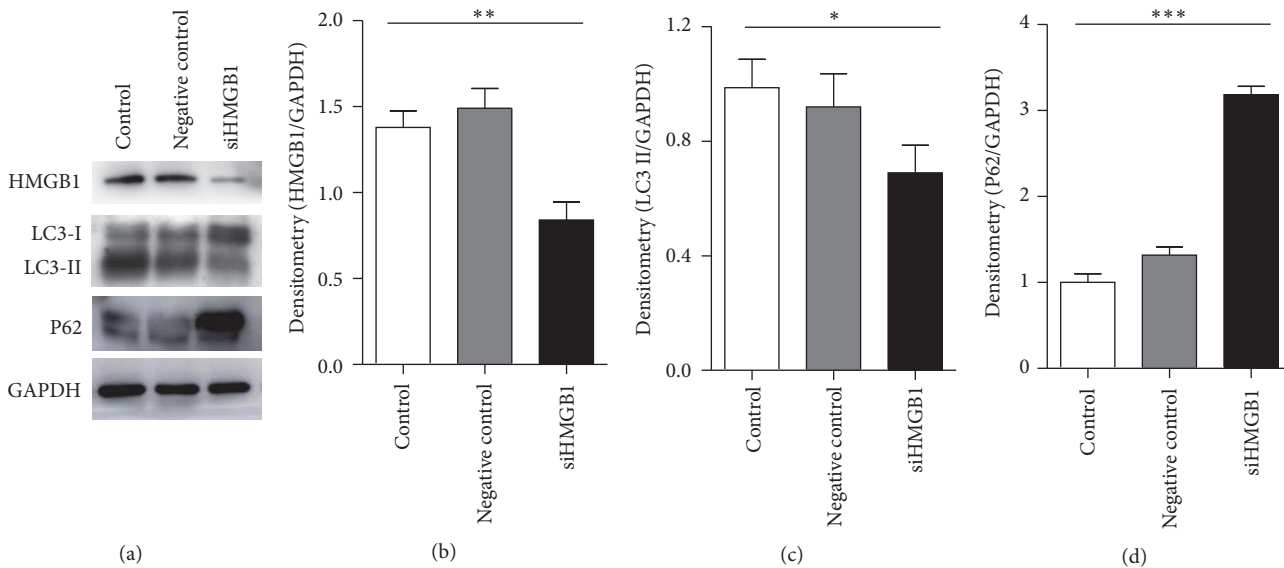 Control
Negative control
siHMGB1
HMGB1
LC3-I
LC3-II
P62
GAPDH
(a)
**
Densitometry (HMGB1/GAPDH)
2.0
1.5
1.0
0.5
0.0
Control
Negative control
siHMGB1
(b)
*
Densitometry (LC3 II/GAPDH)
1.2
0.8
0.4
0.0
Control
Negative control
siHMGB1
(c)
***
Densitometry (P62/GAPDH)
4
3
2
1
0
Control
Negative control
siHMGB1
(d)